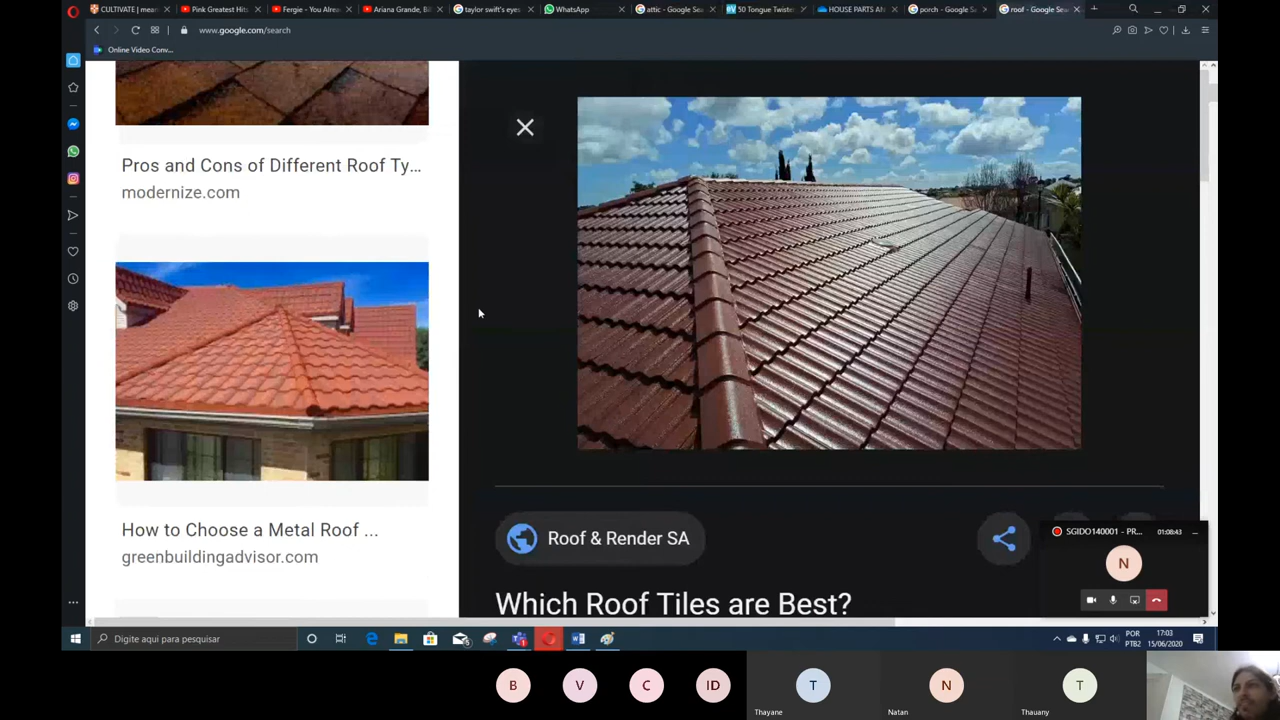 CULTIVATE | mean
Pink Greatest Hits
Fergie - You Alrea
Ariana Grande, Bil
taylor swift's eyes
WhatsApp
attic - Google Sea
50 Tongue Twiste
HOUSE PARTS A
porch - Google Se
roof - Google Sea
www.google.com/search
Online Video Conv...
Pros and Cons of Different Roof Ty...
modernize.com
How to Choose a Metal Roof ...
greenbuildingadvisor.com
Roof & Render SA
Which Roof Tiles are Best?
SGIDO140001 - PR...
01:08:43
N
Digite aqui para pesquisar
POR
PTB2
17:03
15/06/2020
B
V
C
ID
T
Thayane
N
Natan
T
Thauany